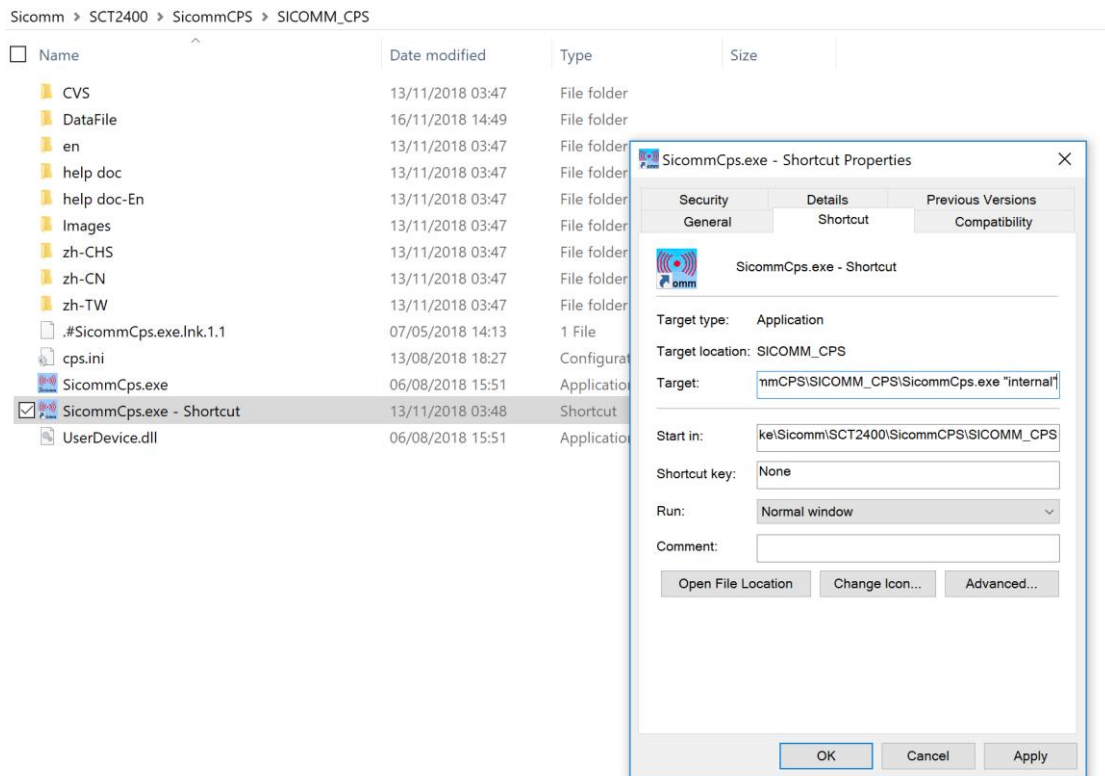 Sicomm > SCT2400 > SicommCPS > SICOMM_CPS
Name Date modified Type Size
CVS 13/11/2018 03:47 File folder
DataFile 16/11/2018 14:49 File folder
en 13/11/2018 03:47 File folder
help doc 13/11/2018 03:47 File folder
help doc-En 13/11/2018 03:47 File folder
Images 13/11/2018 03:47 File folder
zh-CHS 13/11/2018 03:47 File folder
zh-CN 13/11/2018 03:47 File folder
zh-TW 13/11/2018 03:47 File folder
.#SicommCps.exe.lnk.1.1 07/05/2018 14:13 1 File
cps.ini 13/08/2018 18:27 Configurat
SicommCps.exe 06/08/2018 15:51 Application
SicommCps.exe - Shortcut 13/11/2018 03:48 Shortcut
UserDevice.dll 06/08/2018 15:51 Application
SicommCps.exe - Shortcut Properties
Security Details Previous Versions
General Shortcut Compatibility
omm
SicommCps.exe - Shortcut
Target type: Application
Target location: SICOMM_CPS
Target: mmCPS\SICOMM_CPS\SicommCps.exe "internal"
Start in: ke\Sicomm\SCT2400\SicommCPS\SICOMM_CPS
Shortcut key: None
Run: Normal window
Comment:
Open File Location Change Icon... Advanced...
OK Cancel Apply